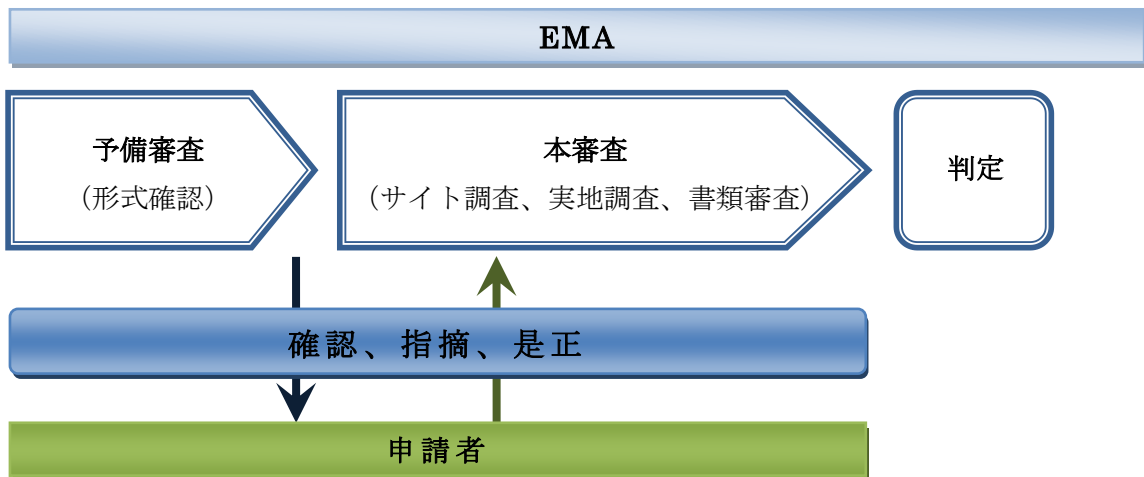 EMA
予備審査
（形式確認）
本審査
（サイト調査、実地調査、書類審査）
判定
確認、指摘、是正
申請者